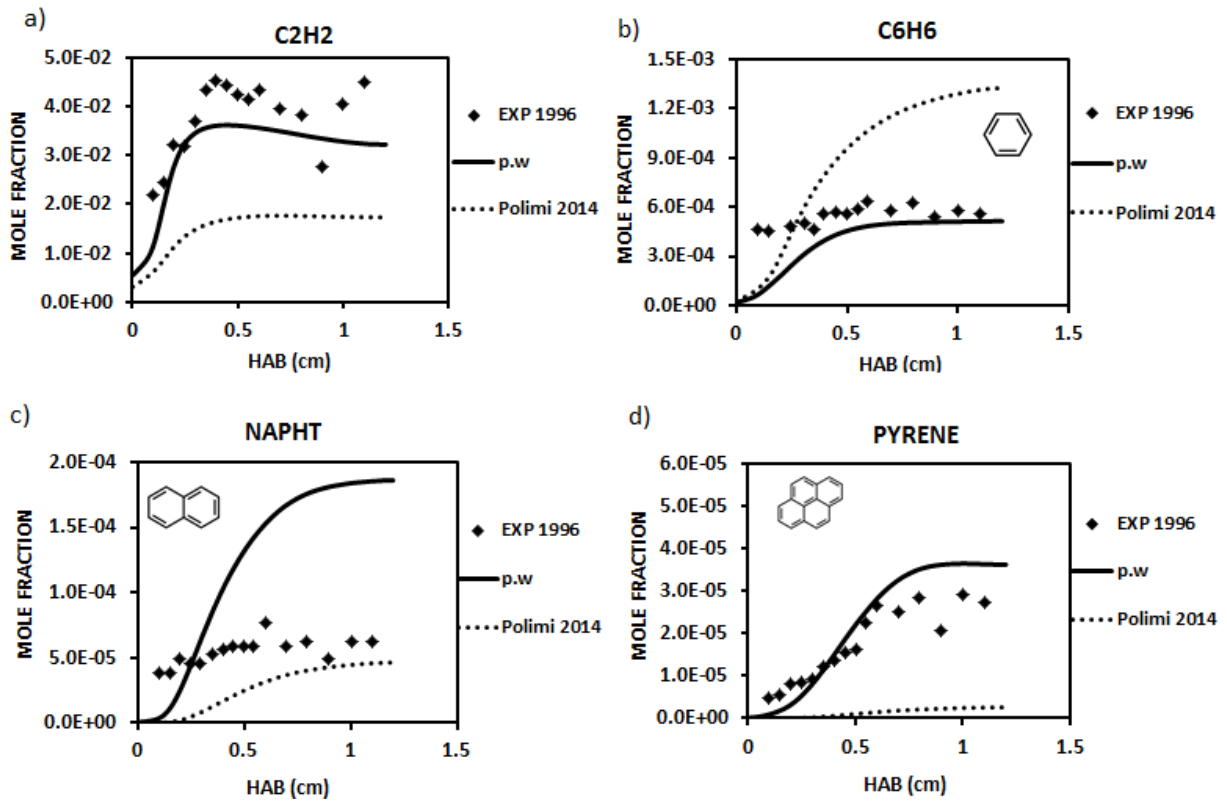 a)
C2H2
MOLE FRACTION
5.0E-02
4.0E-02
3.0E-02
2.0E-02
1.0E-02
0.0E+00
0
0.5
1
1.5
HAB (cm)
EXP 1996
p.w
Polimi 2014
b)
C6H6
MOLE FRACTION
1.5E-03
1.2E-03
9.0E-04
6.0E-04
3.0E-04
0.0E+00
0
0.5
1
1.5
HAB (cm)
EXP 1996
p.w
Polimi 2014
c)
NAPHT
MOLE FRACTION
2.0E-04
1.5E-04
1.0E-04
5.0E-05
0.0E+00
0
0.5
1
1.5
HAB (cm)
EXP 1996
p.w
Polimi 2014
d)
PYRENE
MOLE FRACTION
6.0E-05
5.0E-05
4.0E-05
3.0E-05
2.0E-05
1.0E-05
0.0E+00
0
0.5
1
1.5
HAB (cm)
EXP 1996
p.w
Polimi 2014